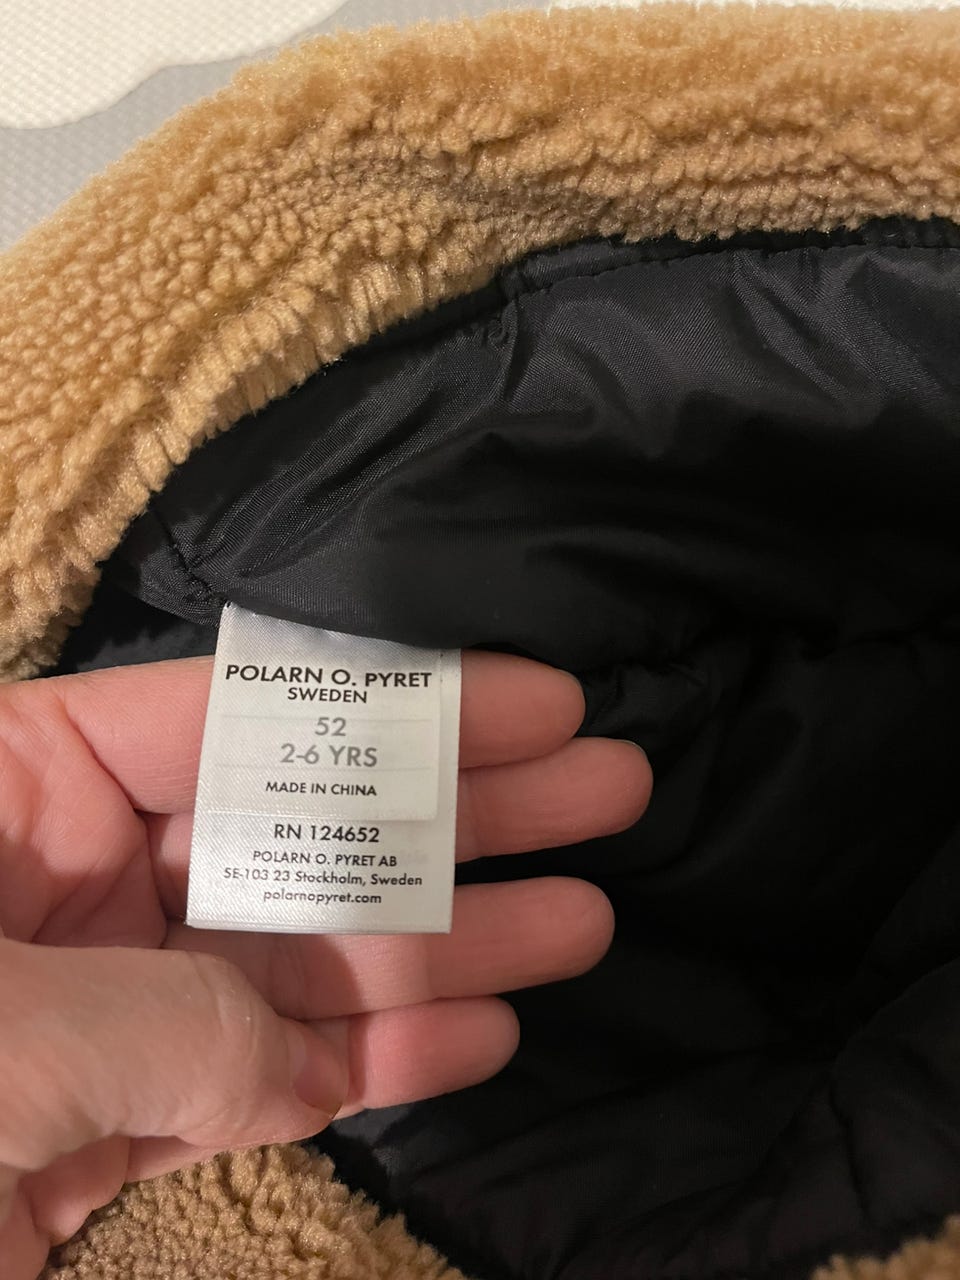 POLARN O. PYRET
SWEDEN
52
2-6 YRS
MADE IN CHINA
RN 124652
POLARN O. PYRET AB
SE-103 23 Stockholm, Sweden
polarnopyret.com